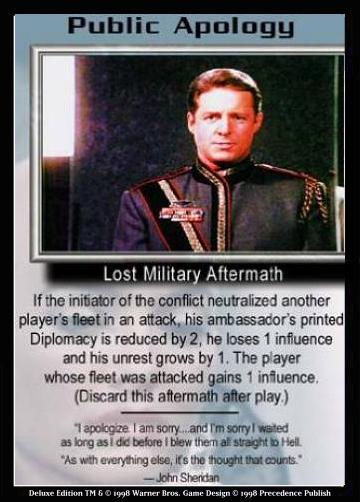 Public Apology
Lost Military Aftermath
If the initiator of the conflict neutralized another
player's fleet in an attack, his ambassador's printed
Diplomacy is reduced by 2, he loses 1 influence
and his unrest grows by 1. The player
whose fleet was attacked gains 1 influence.
(Discard this aftermath after play.)
"I apologize. I am sorry....and I'm sorry I waited
as long as I did before I blew them all straight to Hell.
"As with everything else, it's the thought that counts."
— John Sheridan
Deluxe Edition TM & © 1998 Warner Bros. Game Design © 1998 Precedence Publish